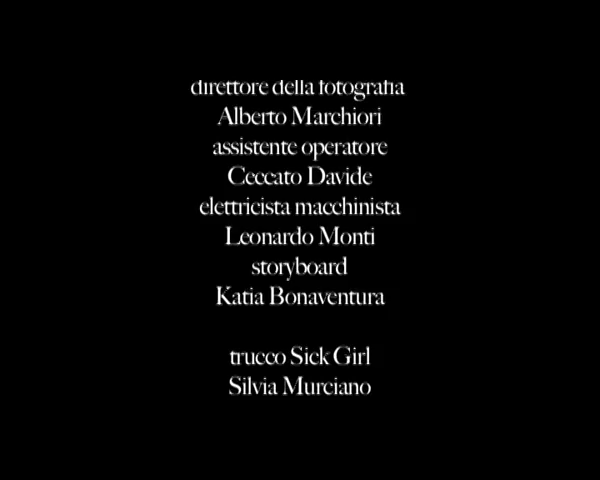 direttore della fotografia
Alberto Marchiori
assistente operatore
Ceccato Davide
elettricista macchinista
Leonardo Monti
storyboard
Katia Bonaventura
trucco Sick Girl
Silvia Murciano